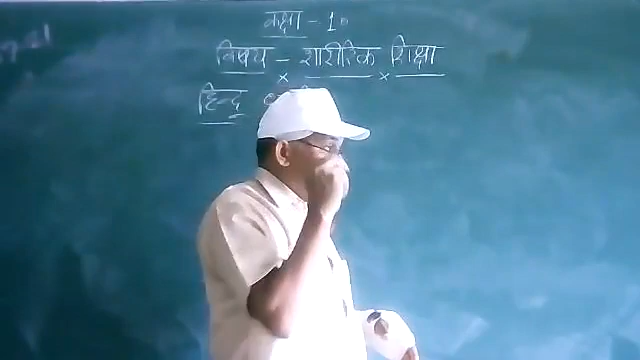 कक्षा - 10
विषय - शारीरिक शिक्षा
हिन्दू